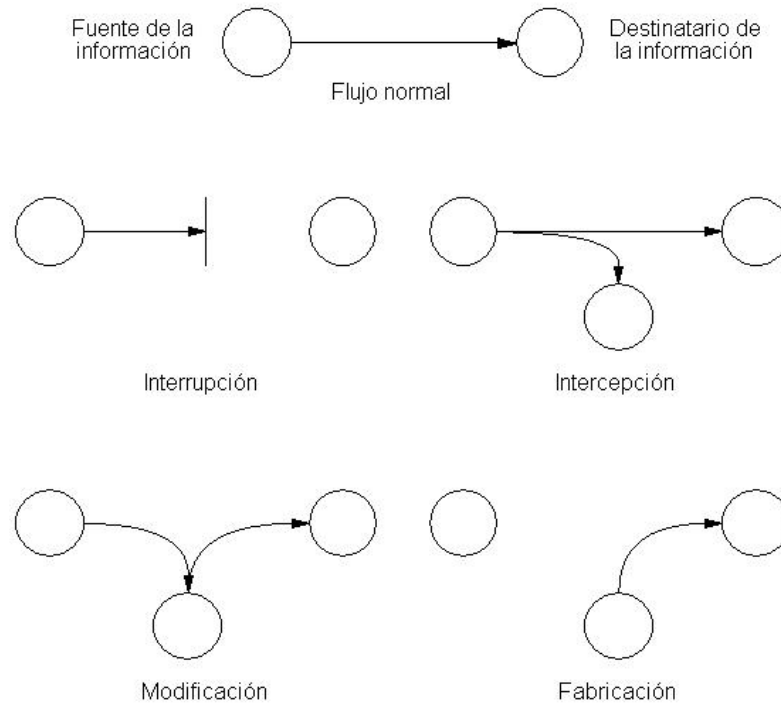 Fuente de la
información
Destinatario de
la información
Flujo normal
Interrupción
Intercepción
Modificación
Fabricación